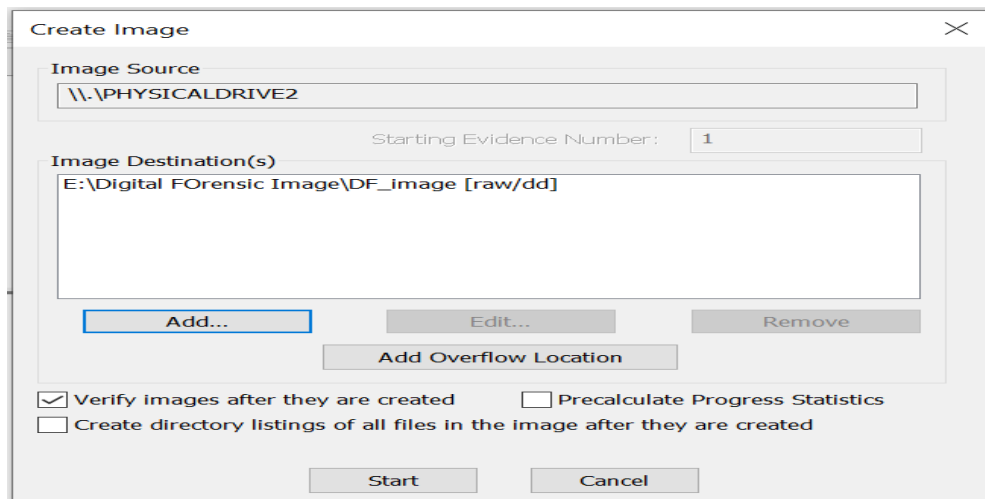 Create Image
Image Source
\\.\PHYSICALDRIVE2
Starting Evidence Number: 1
Image Destination(s)
E:\Digital FOrensic Image\DF_image [raw/dd]
Add... Edit... Remove
Add Overflow Location
Verify images after they are created Precalculate Progress Statistics
Create directory listings of all files in the image after they are created
Start Cancel